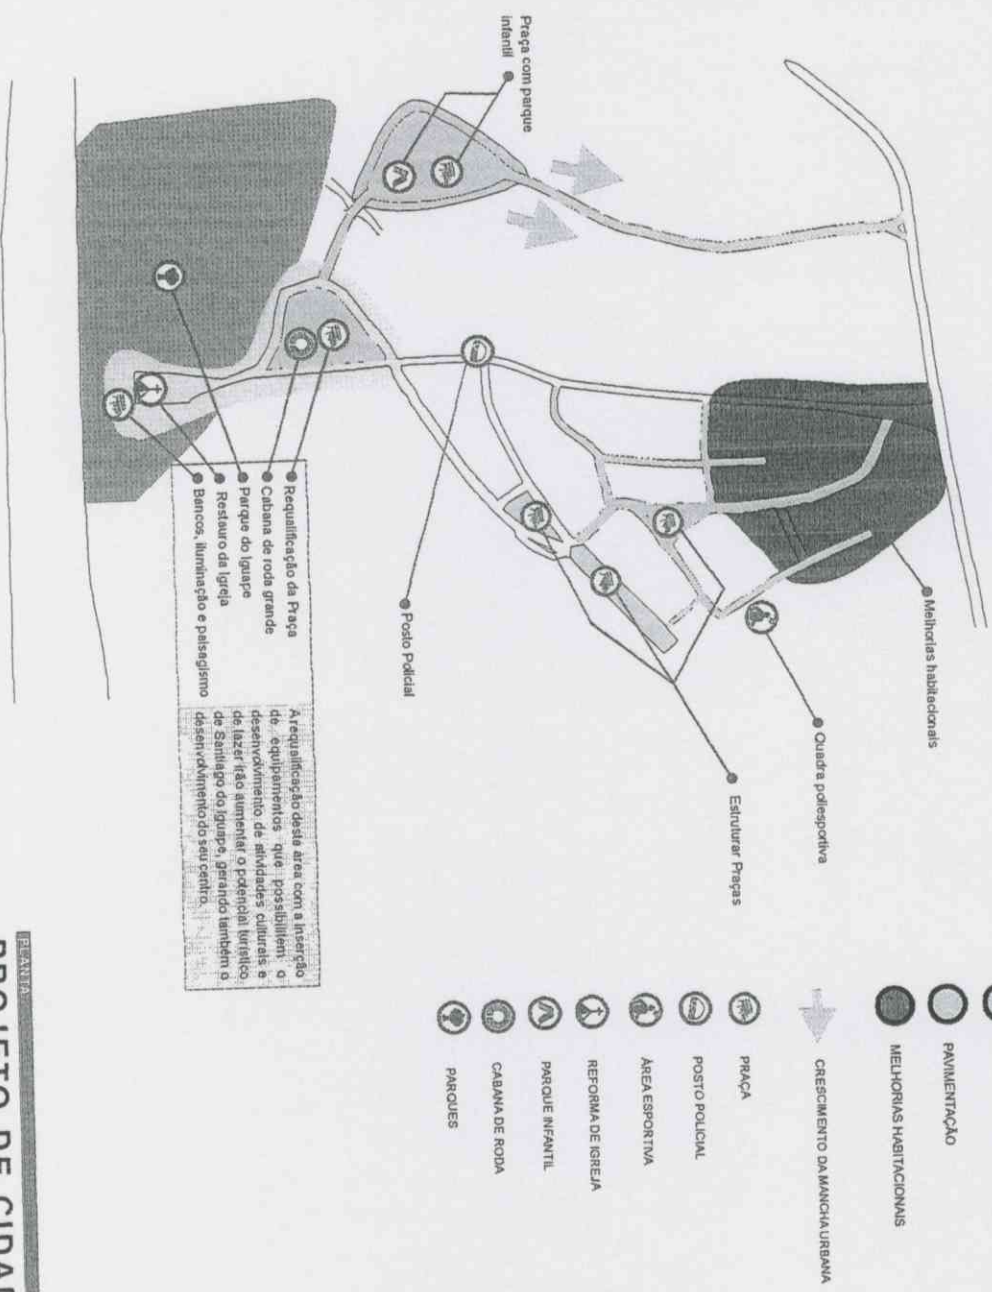 Praça com parque
infantil
Melhorias habitacionais
Quadra poliesportiva
Estruturar Praças
Posto Policial
Requalificação da Praça
Cabana de roda grande
Parque do Iguape
Restauro da Igreja
Bancos, iluminação e paisagismo
A requalificação desta área com a inserção
de equipamentos que possibilitem o
desenvolvimento de atividades culturais e
de lazer irão aumentar o potencial turístico
de Santiago do Iguape, gerando também o
desenvolvimento do seu centro.
PAVIMENTAÇÃO
MELHORIAS HABITACIONAIS
CRESCIMENTO DA MANCHA URBANA
PRAÇA
POSTO POLICIAL
ÁREA ESPORTIVA
REFORMA DE IGREJA
PARQUE INFANTIL
CABANA DE RODA
PARQUES
PLANTA
PROJETO DE CIDAD